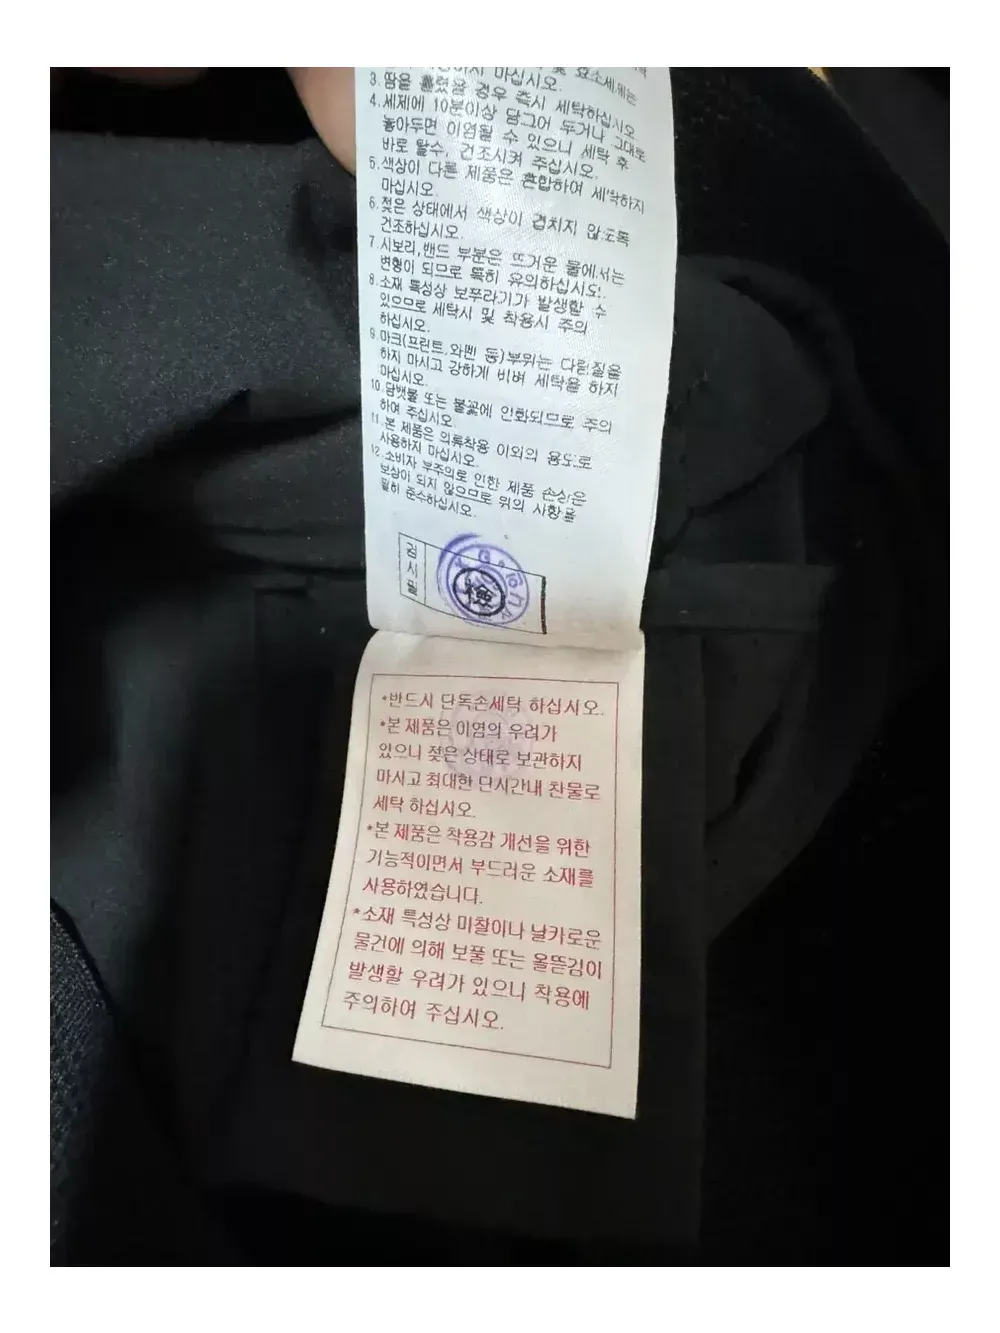 하지 마십시오. 및 효소세제는
3.땀을 흘렸을 경우 즉시 세탁하십시오
4.세제에 10분이상 담그어 두거나 그대로
놓아두면 이염될 수 있으니 세탁 후
바로 탈수, 건조시켜 주십시오.
5.색상이 다른 제품은 혼합하여 세탁하지
마십시오.
6.젖은 상태에서 색상이 겹치지 않도록
건조하십시오.
7.시보리,밴드 부분은 뜨거운 물에서는
변형이 되므로 특히 유의하십시오.
8.소재 특성상 보푸라기가 발생할 수
있으므로 세탁시 및 착용시 주의
하십시오.
9.마크(프린트,와펜 등)부위는 다림질을
하지 마시고 강하게 비벼 세탁을 하지
마십시오.
10.담뱃불 또는 불꽃에 인화되므로 주의
하여 주십시오.
11.본 제품은 의류착용 이외의 용도로
사용하지 마십시오.
12.소비자 부주의로 인한 제품 손상은
보상이 되지 않으므로 위의 사항을
필히 준수하십시오.
검시필
檢
*반드시 단독손세탁 하십시오.
*본 제품은 이염의 우려가
있으니 젖은 상태로 보관하지
마시고 최대한 단시간내 찬물로
세탁 하십시오.
*본 제품은 착용감 개선을 위한
기능적이면서 부드러운 소재를
사용하였습니다.
*소재 특성상 마찰이나 날카로운
물건에 의해 보풀 또는 올뜯김이
발생할 우려가 있으니 착용에
주의하여 주십시오.